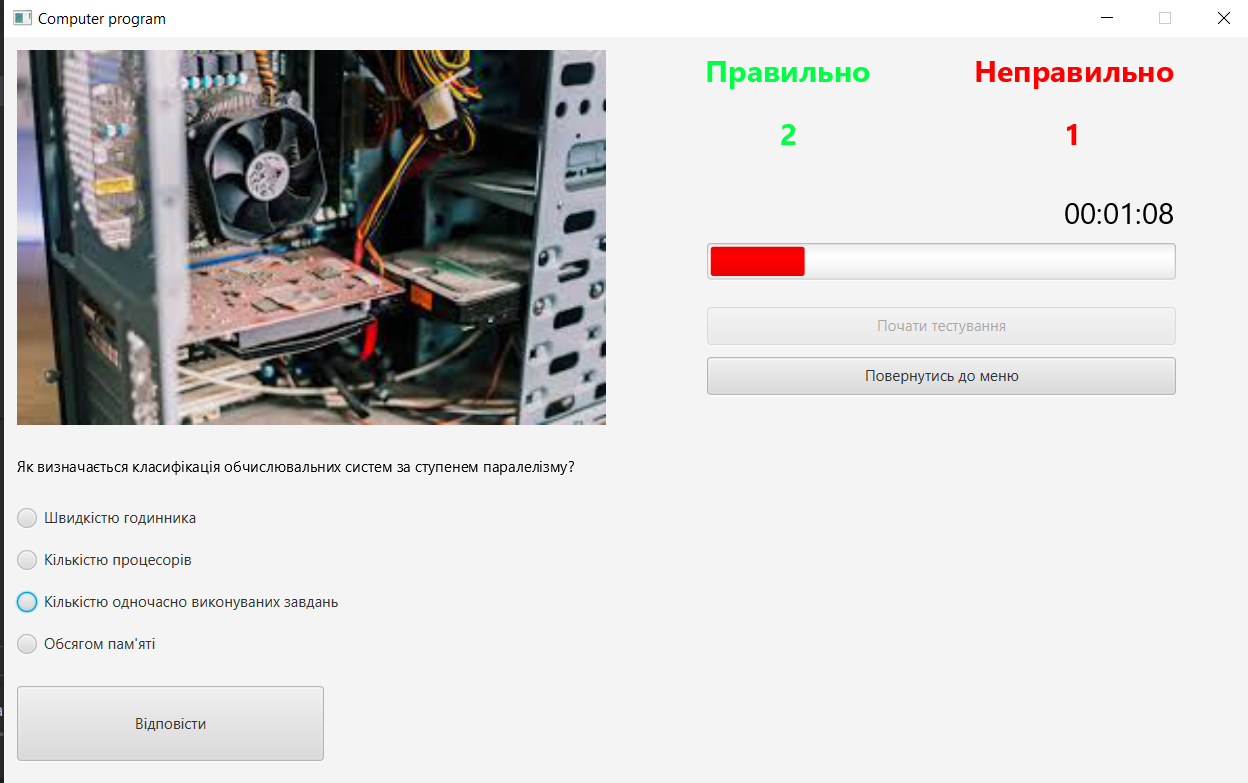 Computer program
Правильно
Неправильно
2
1
00:01:08
Почати тестування
Повернутись до меню
Як визначається класифікація обчислювальних систем за ступенем паралелізму?
Швидкістю годинника
Кількістю процесорів
Кількістю одночасно виконуваних завдань
Обсягом пам'яті
Відповісти